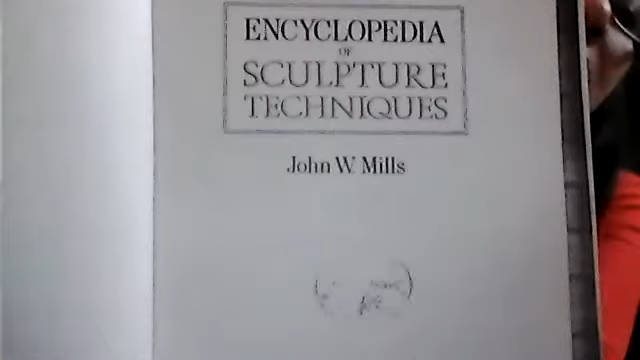 ENCYCLOPEDIA
OF
SCULPTURE
TECHNIQUES
John W. Mills